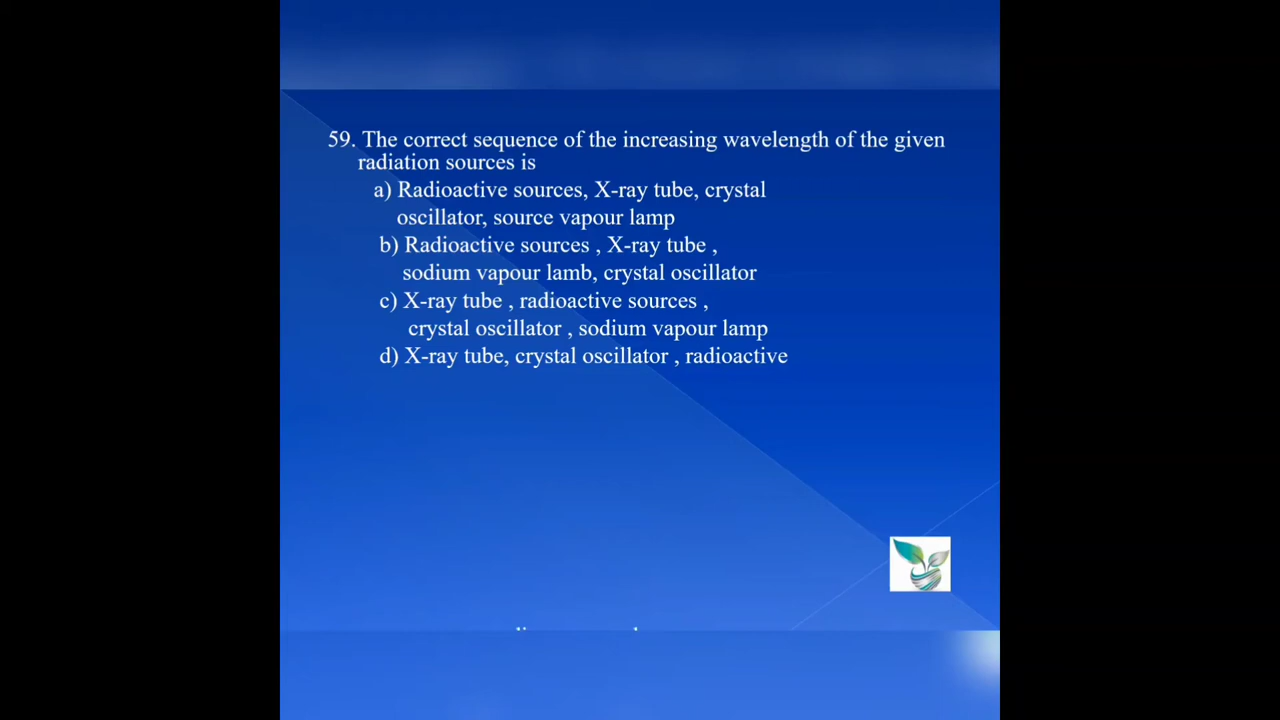 59. The correct sequence of the increasing wavelength of the given
radiation sources is
a) Radioactive sources, X-ray tube, crystal
oscillator, source vapour lamp
b) Radioactive sources , X-ray tube ,
sodium vapour lamb, crystal oscillator
c) X-ray tube , radioactive sources ,
crystal oscillator , sodium vapour lamp
d) X-ray tube, crystal oscillator , radioactive